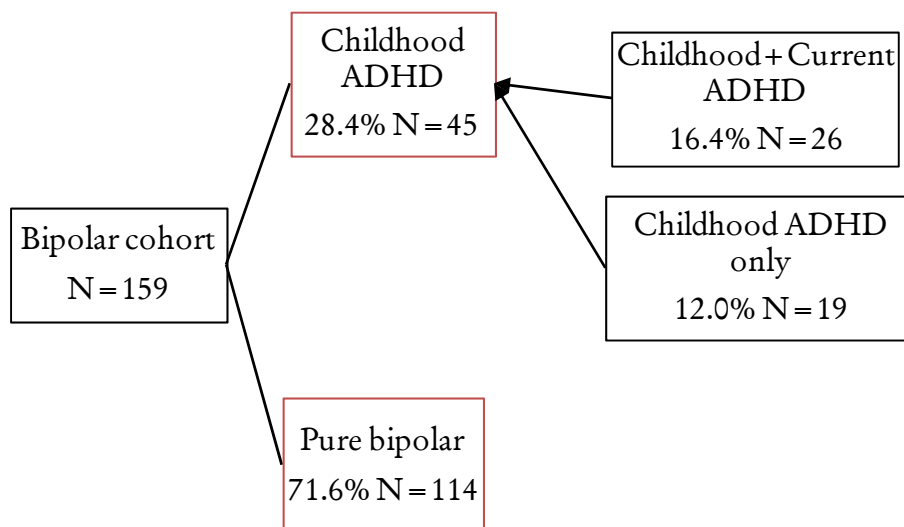 Childhood
ADHD
28.4% N = 45
Childhood + Current
ADHD
16.4% N = 26
Bipolar cohort
N = 159
Childhood ADHD
only
12.0% N = 19
Pure bipolar
71.6% N = 114